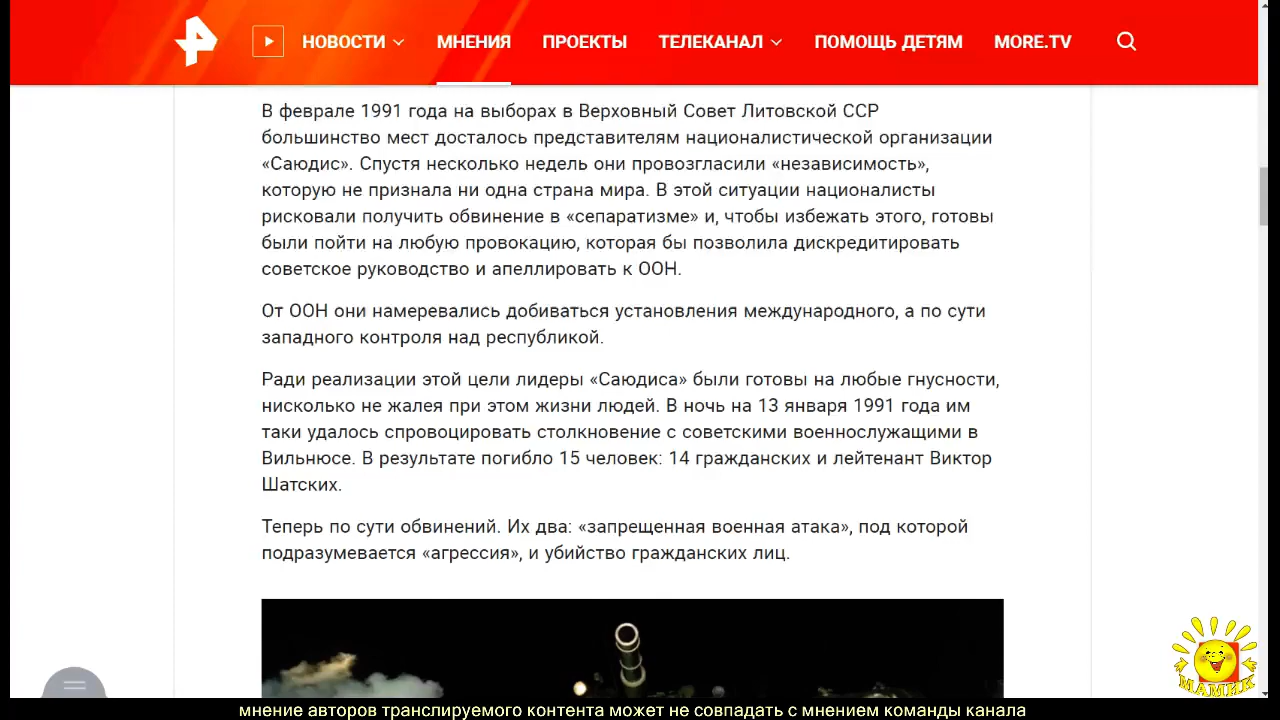 НОВОСТИ МНЕНИЯ ПРОЕКТЫ ТЕЛЕКАНАЛ ПОМОЩЬ ДЕТЯМ MORE.TV
В феврале 1991 года на выборах в Верховный Совет Литовской ССР
большинство мест досталось представителям националистической организации
«Саюдис». Спустя несколько недель они провозгласили «независимость»,
которую не признала ни одна страна мира. В этой ситуации националисты
рисковали получить обвинение в «сепаратизме» и, чтобы избежать этого, готовы
были пойти на любую провокацию, которая бы позволила дискредитировать
советское руководство и апеллировать к ООН.
От ООН они намеревались добиваться установления международного, а по сути
западного контроля над республикой.
Ради реализации этой цели лидеры «Саюдиса» были готовы на любые гнусности,
нисколько не жалея при этом жизни людей. В ночь на 13 января 1991 года им
таки удалось спровоцировать столкновение с советскими военнослужащими в
Вильнюсе. В результате погибло 15 человек: 14 гражданских и лейтенант Виктор
Шатских.
Теперь по сути обвинений. Их два: «запрещенная военная атака», под которой
подразумевается «агрессия», и убийство гражданских лиц.
МАМИК
мнение авторов транслируемого контента может не совпадать с мнением команды канала